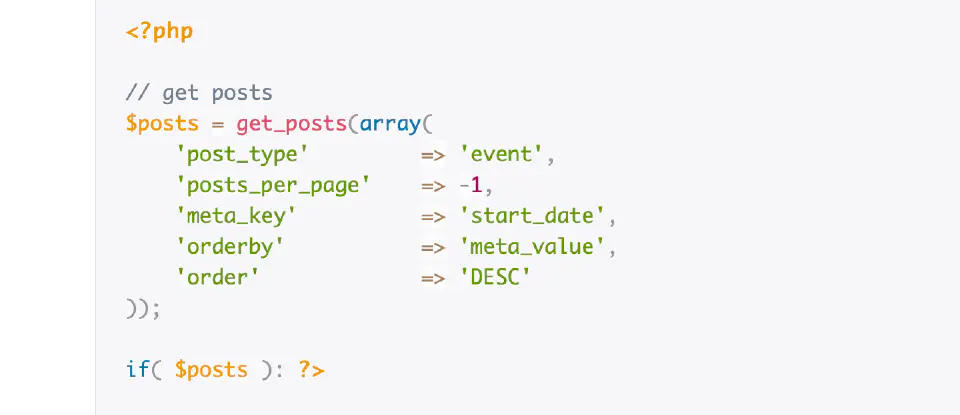 <?php
// get posts
$posts = get_posts(array(
    'post_type'         => 'event',
    'posts_per_page'    => -1,
    'meta_key'          => 'start_date',
    'orderby'           => 'meta_value',
    'order'             => 'DESC'
));
if( $posts ): ?>